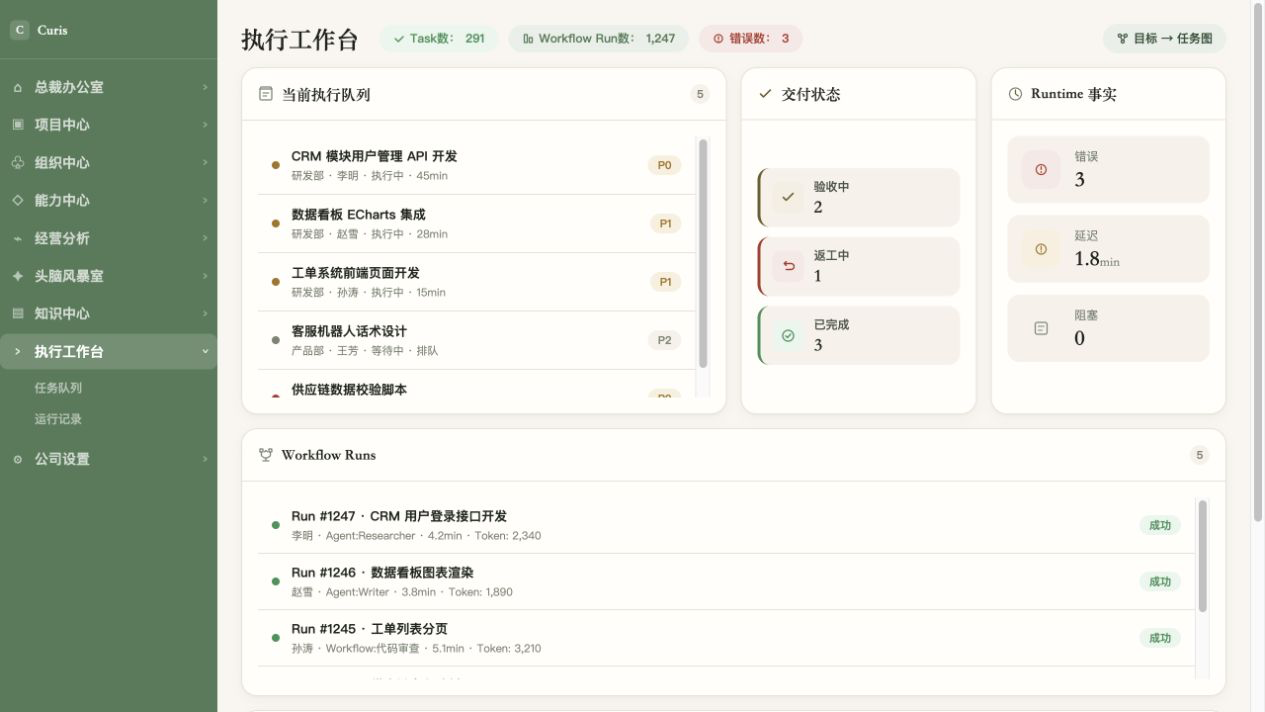 C Curis
总裁办公室
项目中心
组织中心
能力中心
经营分析
头脑风暴室
知识中心
执行工作台
任务队列
运行记录
公司设置
执行工作台
Task数: 291
Workflow Run数: 1,247
错误数: 3
目标 → 任务图
当前执行队列
5
CRM 模块用户管理 API 开发
研发部 · 李明 · 执行中 · 45min
P0
数据看板 ECharts 集成
研发部 · 赵雪 · 执行中 · 28min
P1
工单系统前端页面开发
研发部 · 孙涛 · 执行中 · 15min
P1
客服机器人话术设计
产品部 · 王芳 · 等待中 · 排队
P2
供应链数据校验脚本
交付状态
验收中
2
返工中
1
已完成
3
Runtime 事实
错误
3
延迟
1.8min
阻塞
0
Workflow Runs
5
Run #1247 · CRM 用户登录接口开发
李明 · Agent:Researcher · 4.2min · Token: 2,340
成功
Run #1246 · 数据看板图表渲染
赵雪 · Agent:Writer · 3.8min · Token: 1,890
成功
Run #1245 · 工单列表分页
孙涛 · Workflow:代码审查 · 5.1min · Token: 3,210
成功